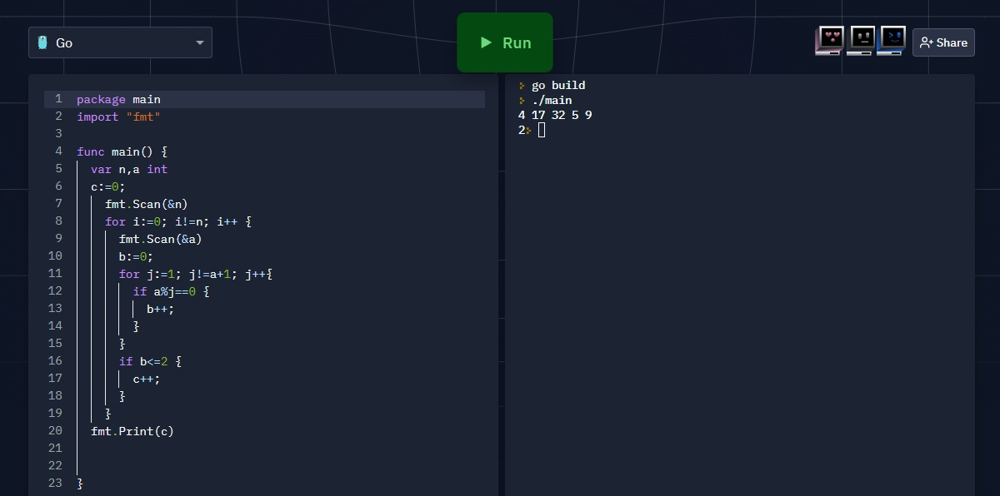 Go
Run
Share
1 package main
2 import "fmt"
3
4 func main() {
5 var n,a int
6 c:=0;
7 fmt.Scan(&n)
8 for i:=0; i!=n; i++ {
9 fmt.Scan(&a)
10 b:=0;
11 for j:=1; j!=a+1; j++{
12 if a%j==0 {
13 b++;
14 }
15 }
16 if b<=2 {
17 c++;
18 }
19 }
20 fmt.Print(c)
21
22
23 }
go build
./main
4 17 32 5 9
2